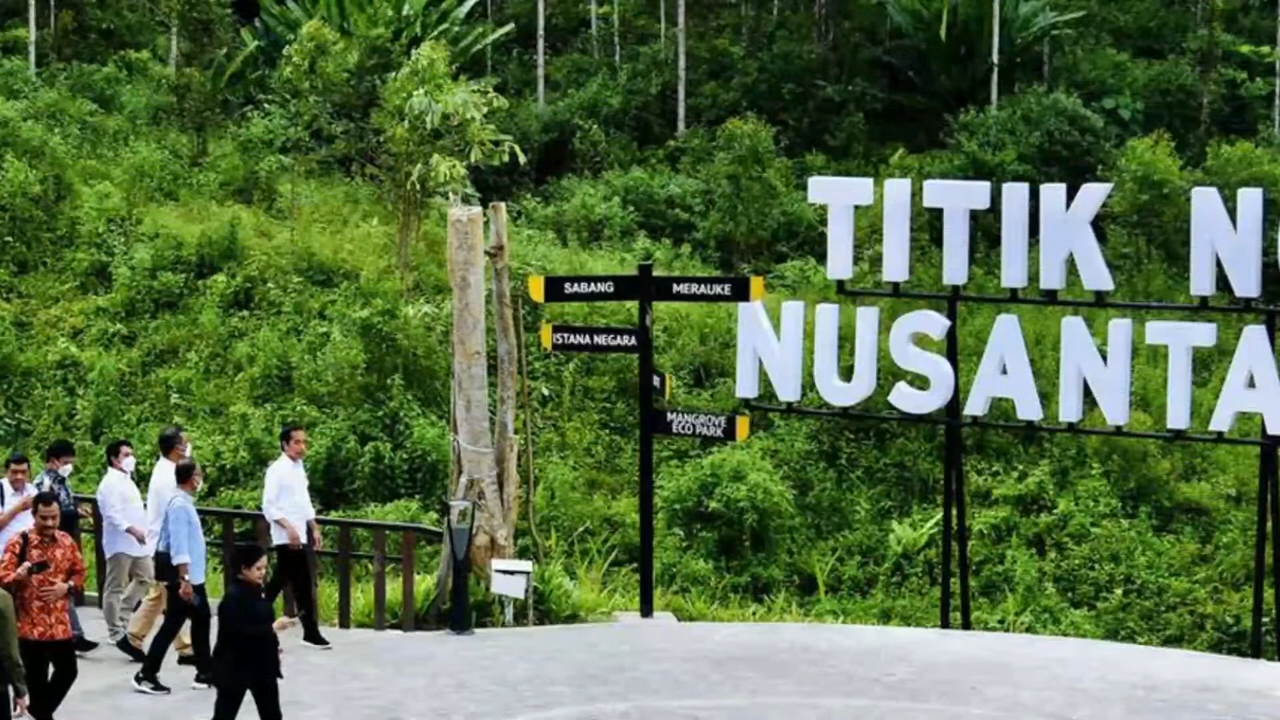 TITIK N
NUSANTA
SABANG
MERAUKE
ISTANA NEGARA
MANGROVE
ECO PARK